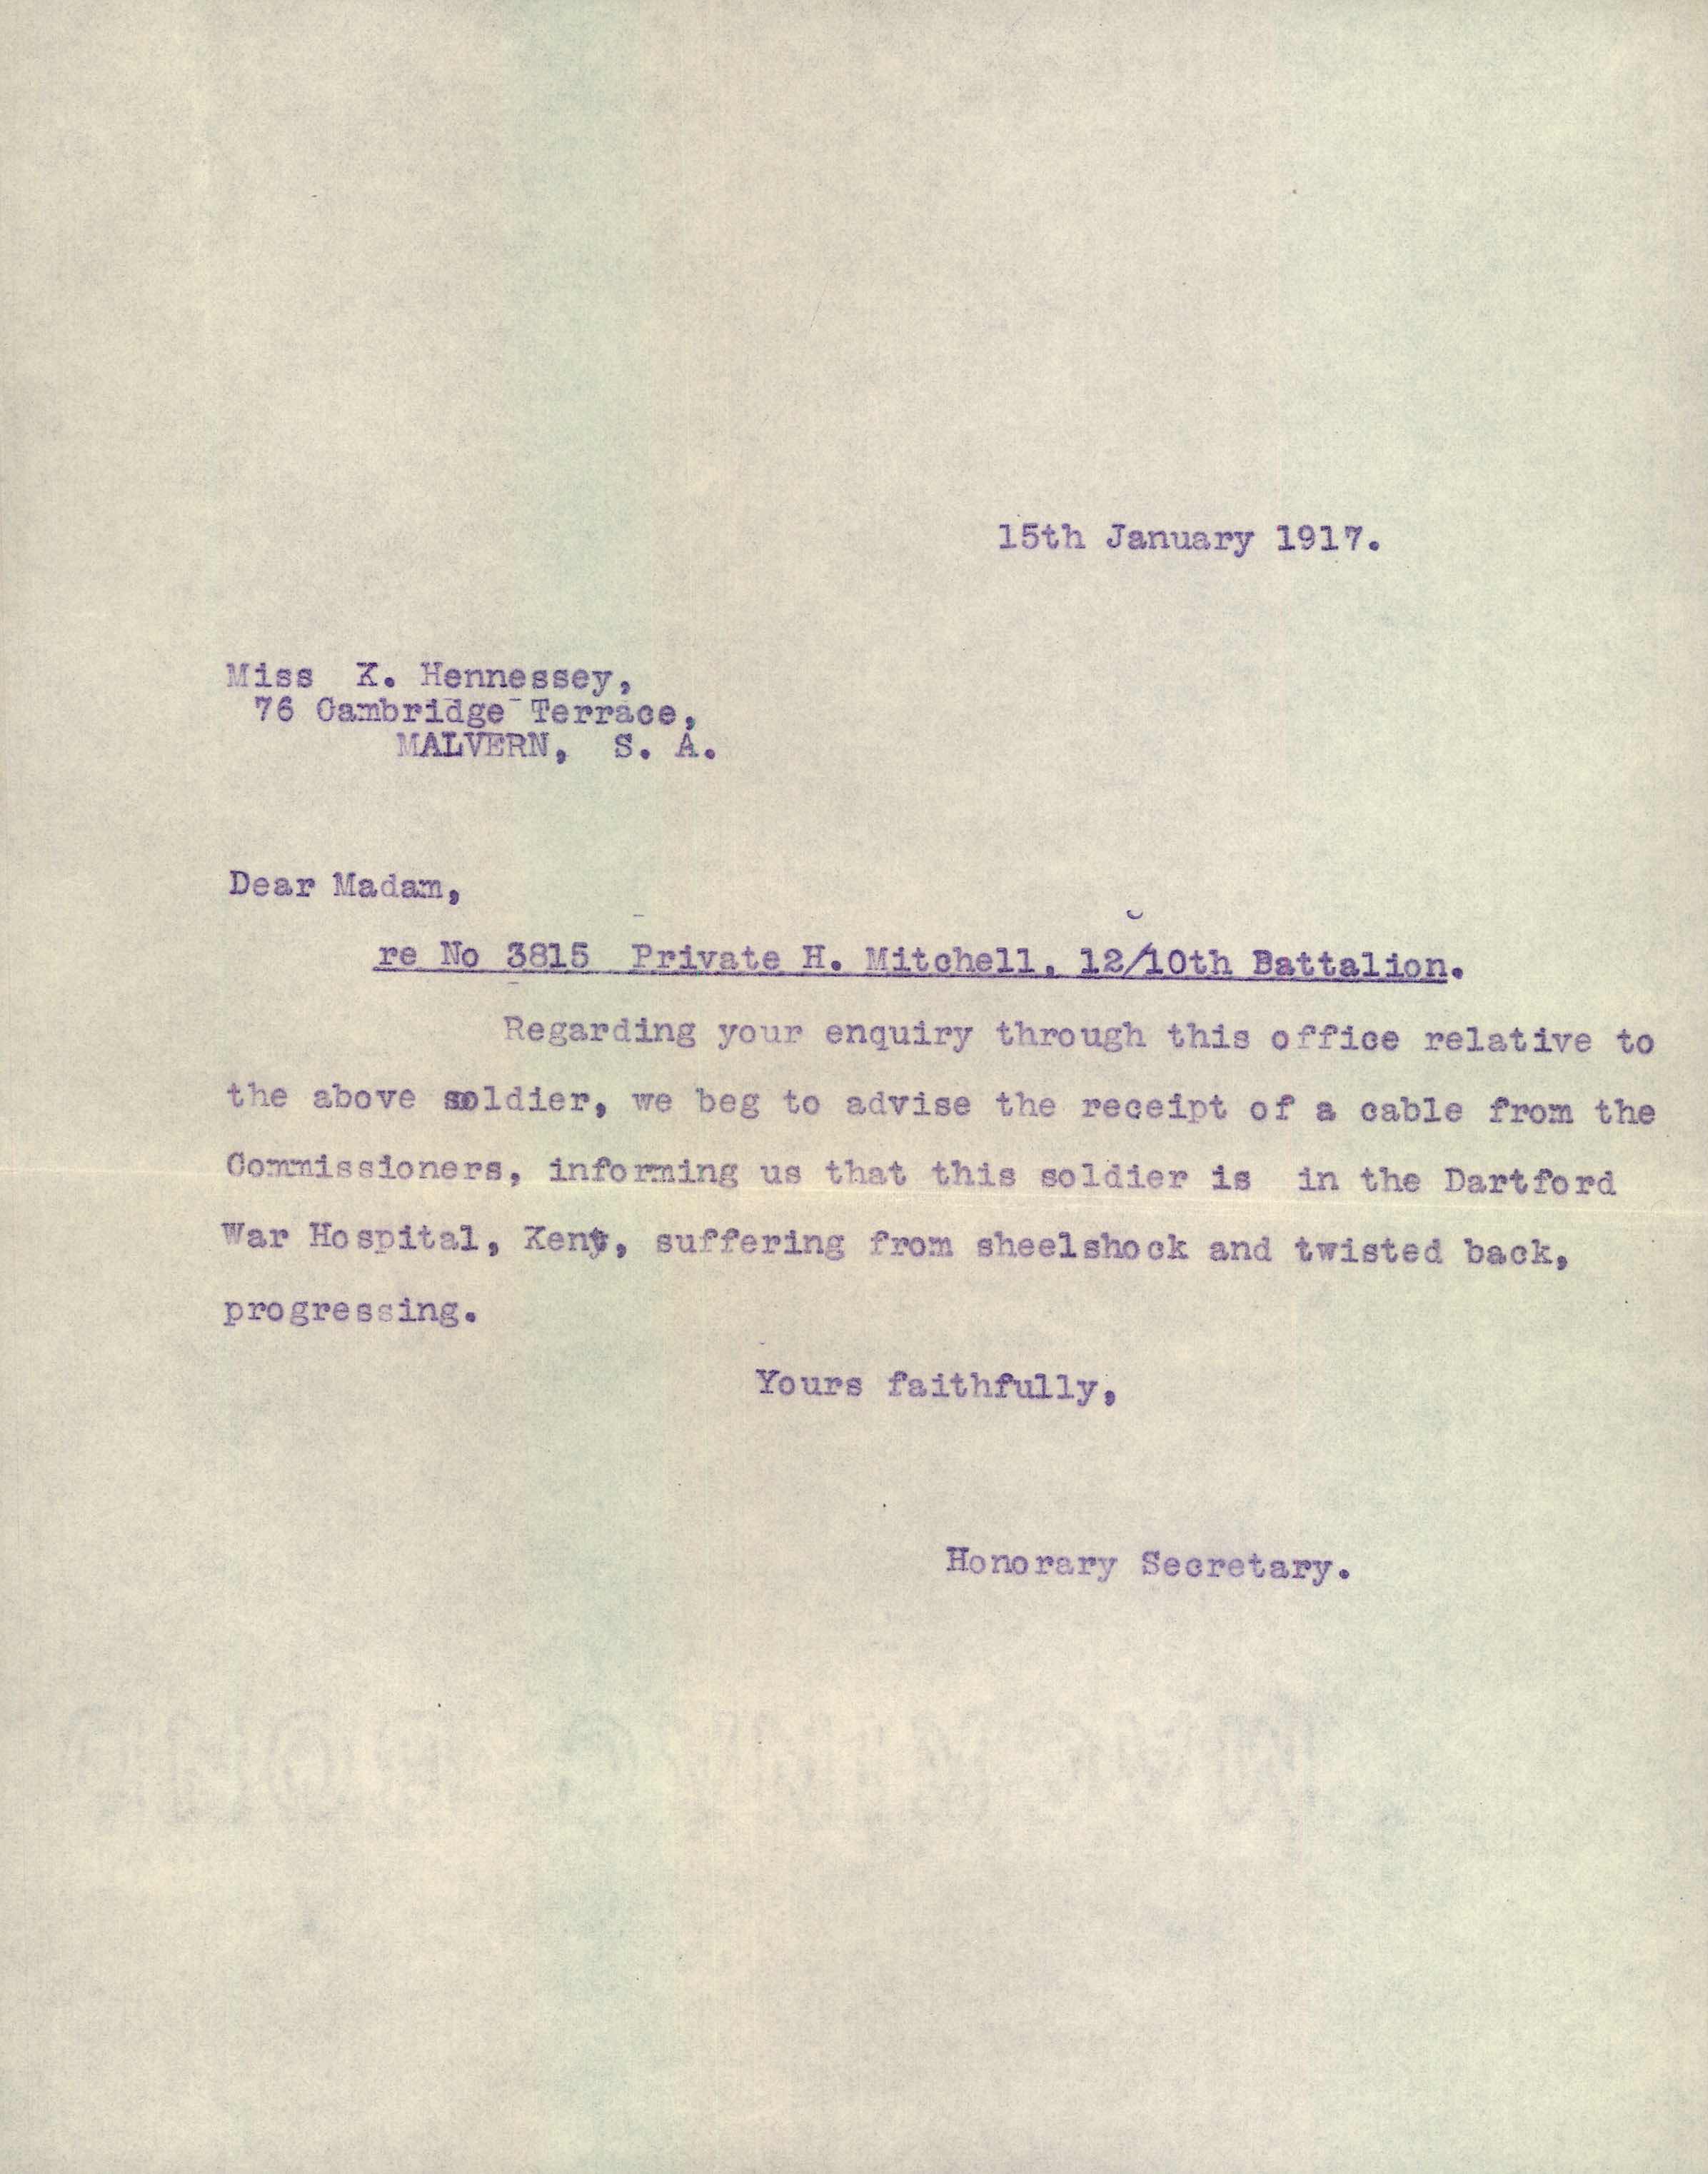 15th January 1917.
Miss K. Hennessey,
76 Cambridge Terrace,
MALVERN, S. A.
Dear Madam,
re No 3815 Private H. Mitchell, 12/10th Battalion.
Regarding your enquiry through this office relative to
the above soldier, we beg to advise the receipt of a cable from the
Commissioners, informing us that this soldier is in the Dartford
War Hospital, Kent, suffering from sheelshock and twisted back,
progressing.
Yours faithfully,
Honorary Secretary.